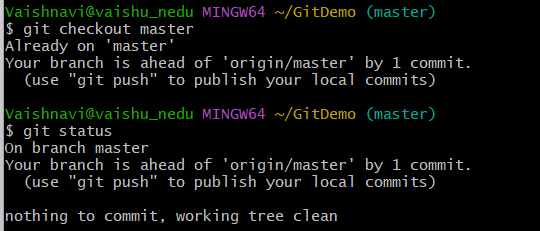 Vaishnavi@vaishu_nedu MINGW64 ~/GitDemo (master)
$ git checkout master
Already on 'master'
Your branch is ahead of 'origin/master' by 1 commit.
  (use "git push" to publish your local commits)

Vaishnavi@vaishu_nedu MINGW64 ~/GitDemo (master)
$ git status
On branch master
Your branch is ahead of 'origin/master' by 1 commit.
  (use "git push" to publish your local commits)

nothing to commit, working tree clean